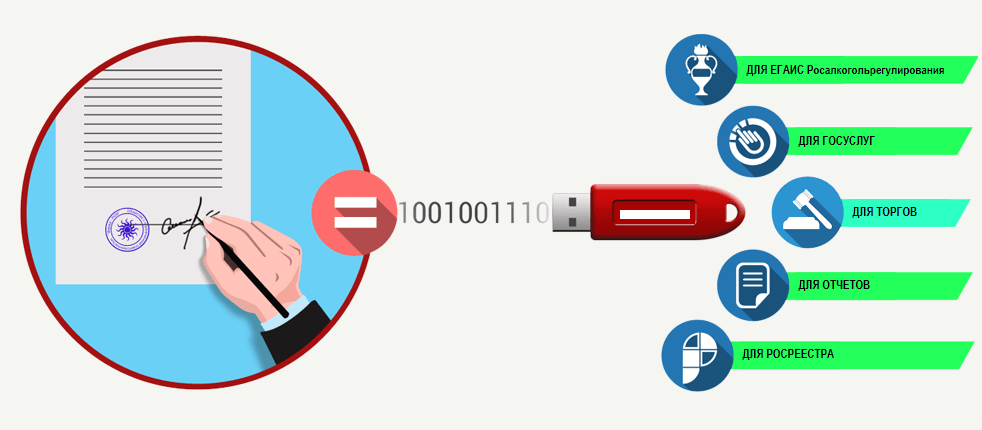 1001001110
ДЛЯ ЕГАИС Росалкогольрегулирования
ДЛЯ ГОСУСЛУГ
ДЛЯ ТОРГОВ
ДЛЯ ОТЧЕТОВ
ДЛЯ РОСРЕЕСТРА